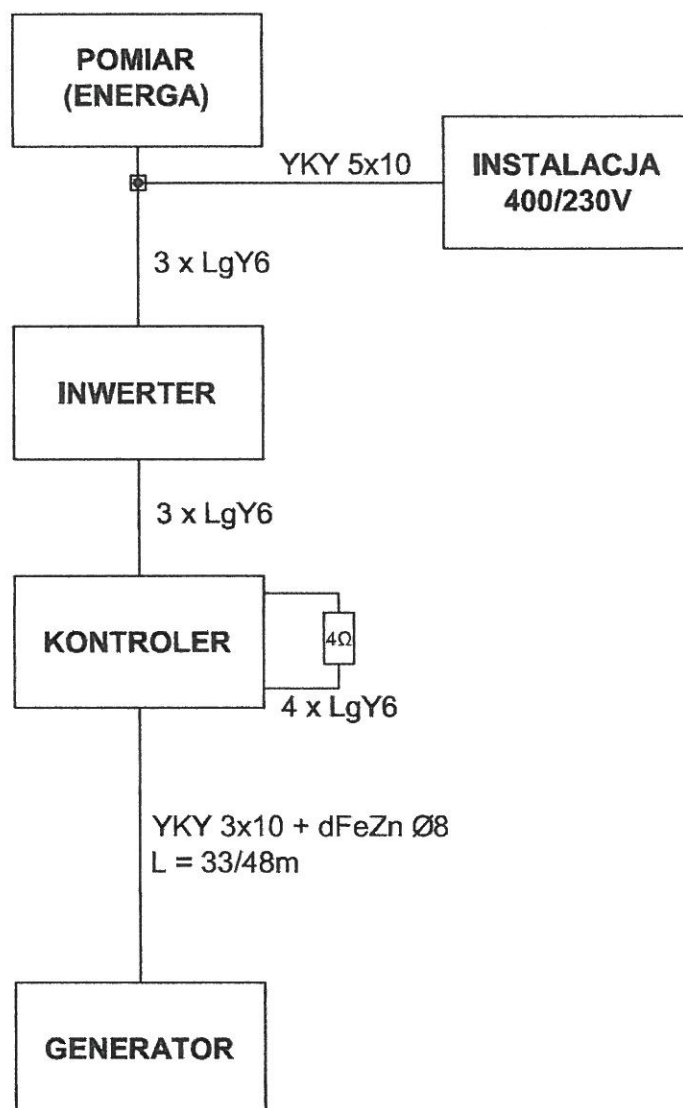 POMIAR
(ENERGA)
YKY 5x10
INSTALACJA
400/230V
3 x LgY6
INWERTER
3 x LgY6
KONTROLER
4Ω
4 x LgY6
YKY 3x10 + dFeZn Ø8
L = 33/48m
GENERATOR